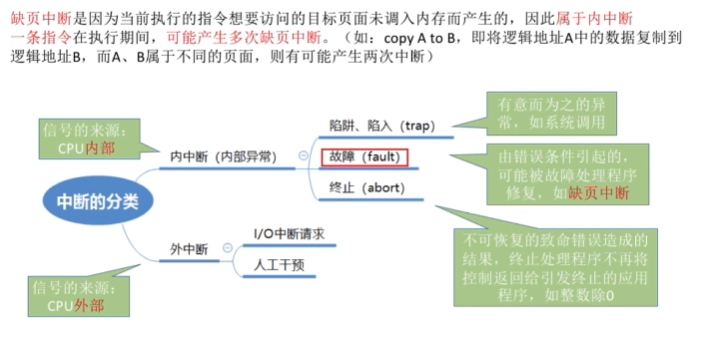 缺页中断是因为当前执行的指令想要访问的目标页面未调入内存而产生的，因此属于内中断
一条指令在执行期间，可能产生多次缺页中断。（如：copy A to B，即将逻辑地址A中的数据复制到
逻辑地址B，而A、B属于不同的页面，则有可能产生两次中断）
有意而为之的异
常，如系统调用
陷阱、陷入（trap）
信号的来源：
CPU内部
内中断（内部异常）
故障（fault）
由错误条件引起的，
可能被故障处理程序
修复，如缺页中断
终止（abort）
中断的分类
I/O中断请求
外中断
人工干预
不可恢复的致命错误造成的
结果，终止处理程序不再将
控制返回给引发终止的应用
程序，如整数除0
信号的来源：
CPU外部